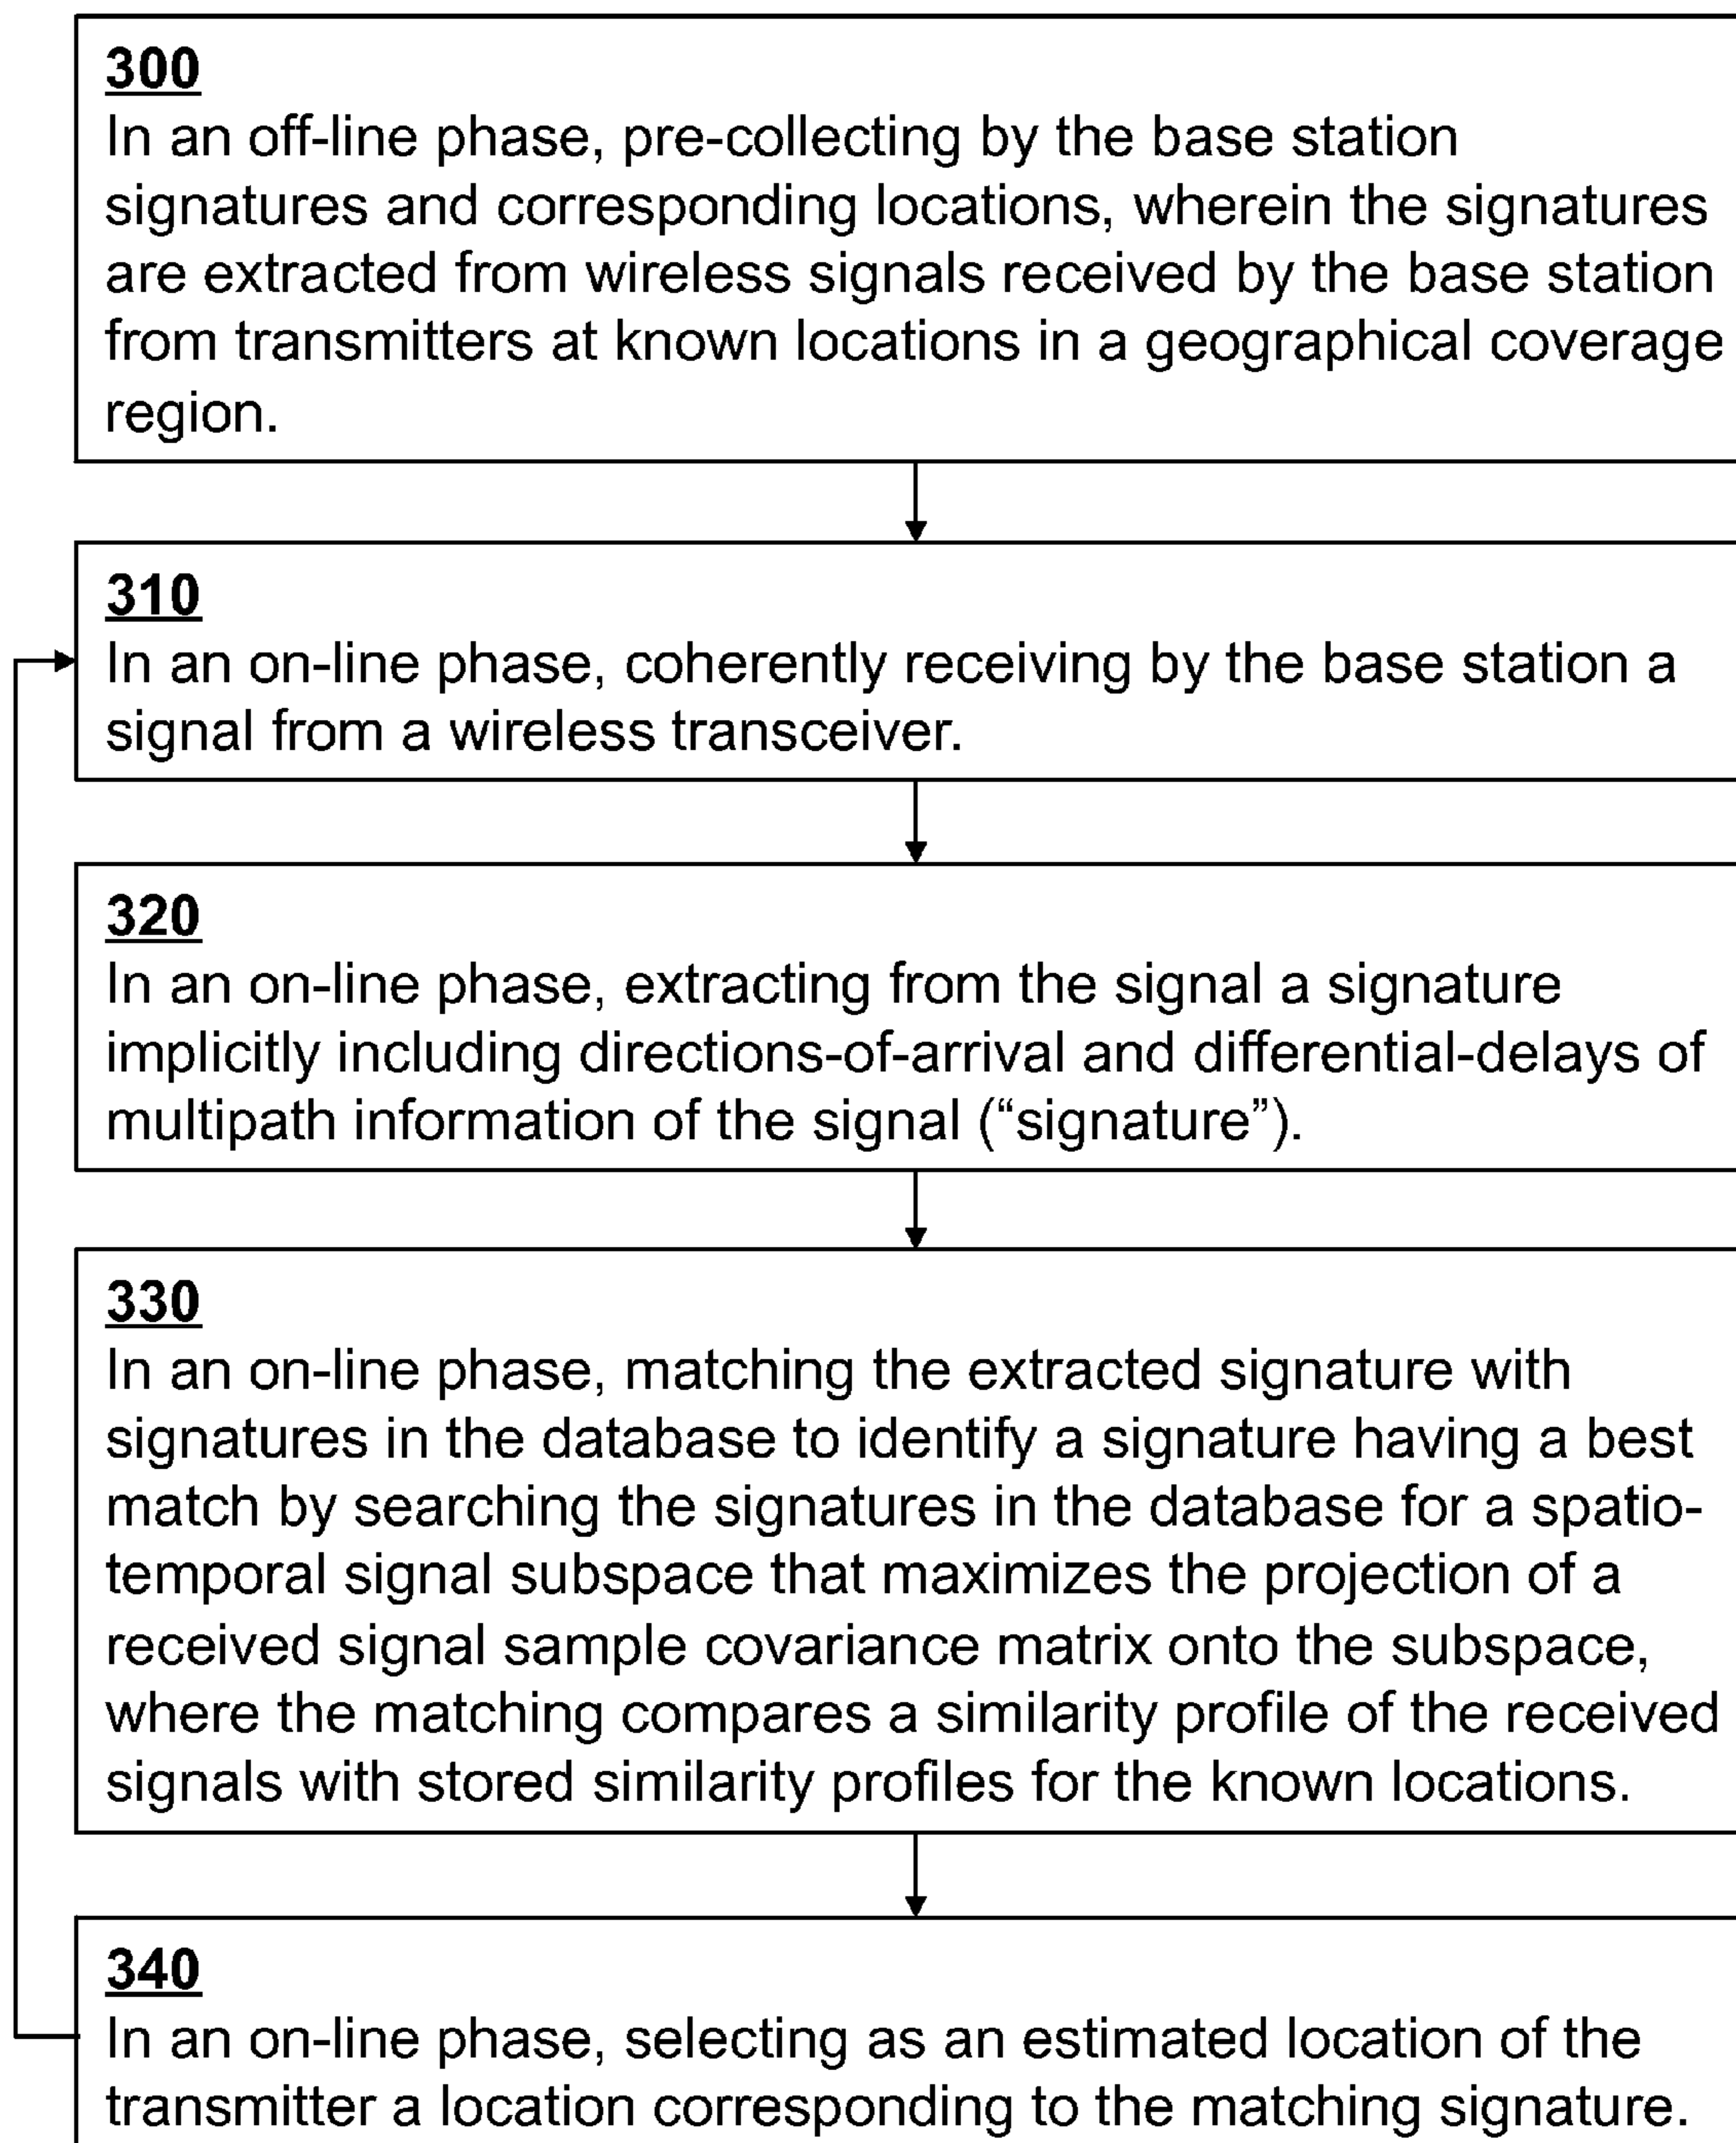 300
In an off-line phase, pre-collecting by the base station
signatures and corresponding locations, wherein the signatures
are extracted from wireless signals received by the base station
from transmitters at known locations in a geographical coverage
region.
310
In an on-line phase, coherently receiving by the base station a
signal from a wireless transceiver.
320
In an on-line phase, extracting from the signal a signature
implicitly including directions-of-arrival and differential-delays of
multipath information of the signal (“signature”).
330
In an on-line phase, matching the extracted signature with
signatures in the database to identify a signature having a best
match by searching the signatures in the database for a spatio-
temporal signal subspace that maximizes the projection of a
received signal sample covariance matrix onto the subspace,
where the matching compares a similarity profile of the received
signals with stored similarity profiles for the known locations.
340
In an on-line phase, selecting as an estimated location of the
transmitter a location corresponding to the matching signature.